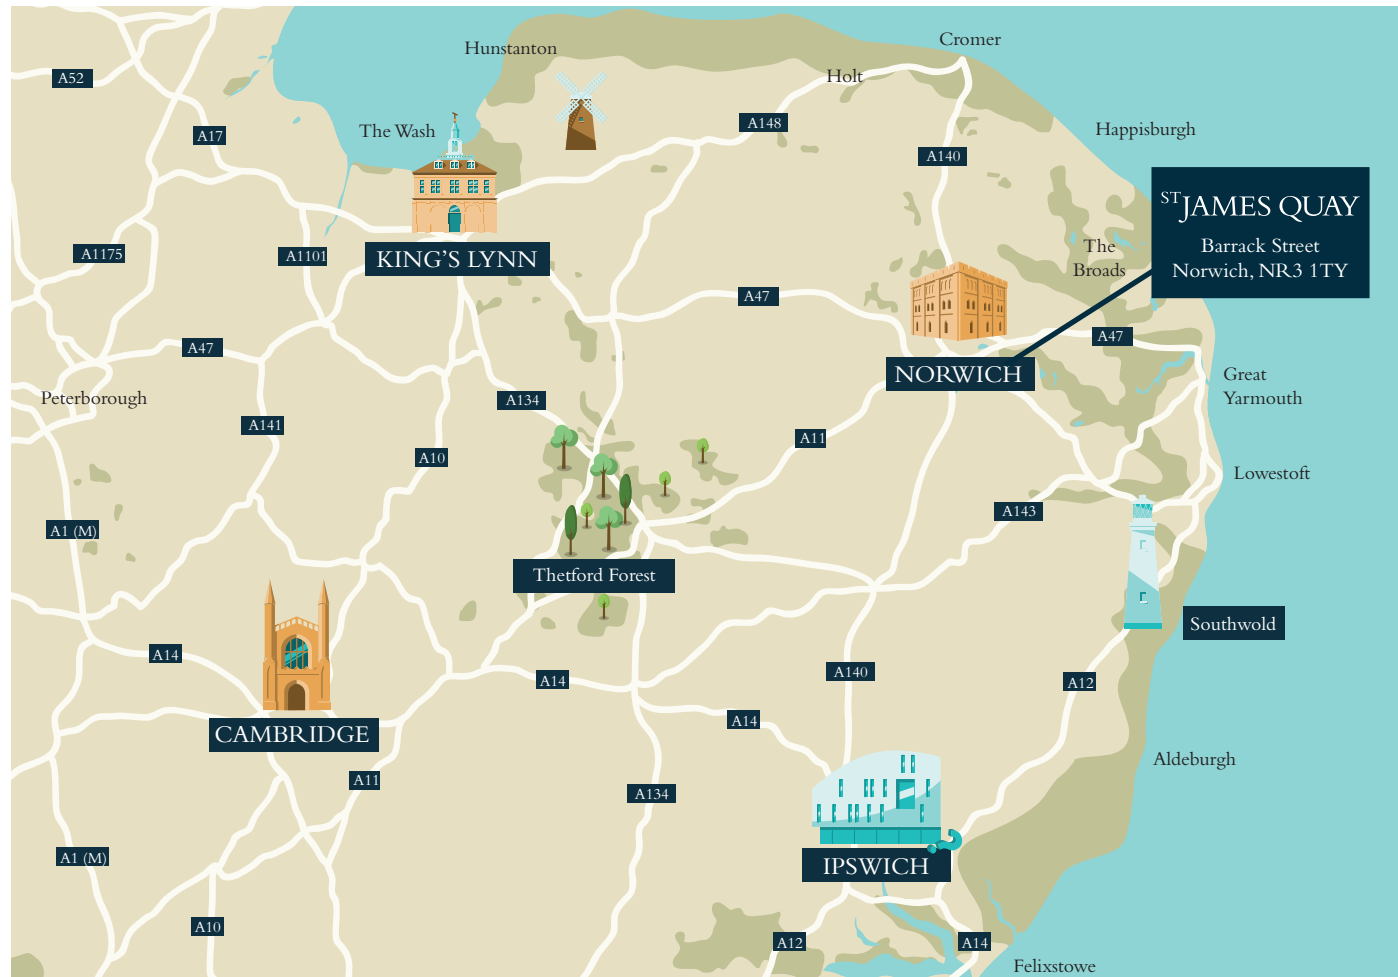 Cromer
Hunstanton
Holt
A52
A148
Happisburgh
The Wash
A17
A140
ST JAMES QUAY
Barrack Street
Norwich, NR3 1TY
The
Broads
A1175
A1101
KING'S LYNN
A47
A47
A47
NORWICH
Great
Yarmouth
Peterborough
A134
A141
A11
A10
Lowestoft
A143
A1 (M)
Thetford Forest
Southwold
A14
A14
A140
A12
A14
CAMBRIDGE
Aldeburgh
A11
A134
A1 (M)
IPSWICH
A10
A12
A14
Felixstowe